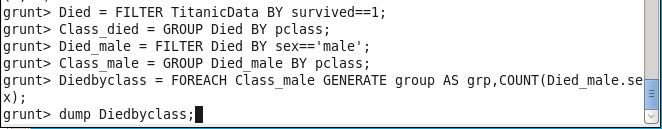 grunt> Died = FILTER TitanicData BY survived==1;
grunt> Class_died = GROUP Died BY pclass;
grunt> Died_male = FILTER Died BY sex=='male';
grunt> Class_male = GROUP Died_male BY pclass;
grunt> Diedbyclass = FOREACH Class_male GENERATE group AS grp,COUNT(Died_male.se
x);
grunt> dump Diedbyclass;